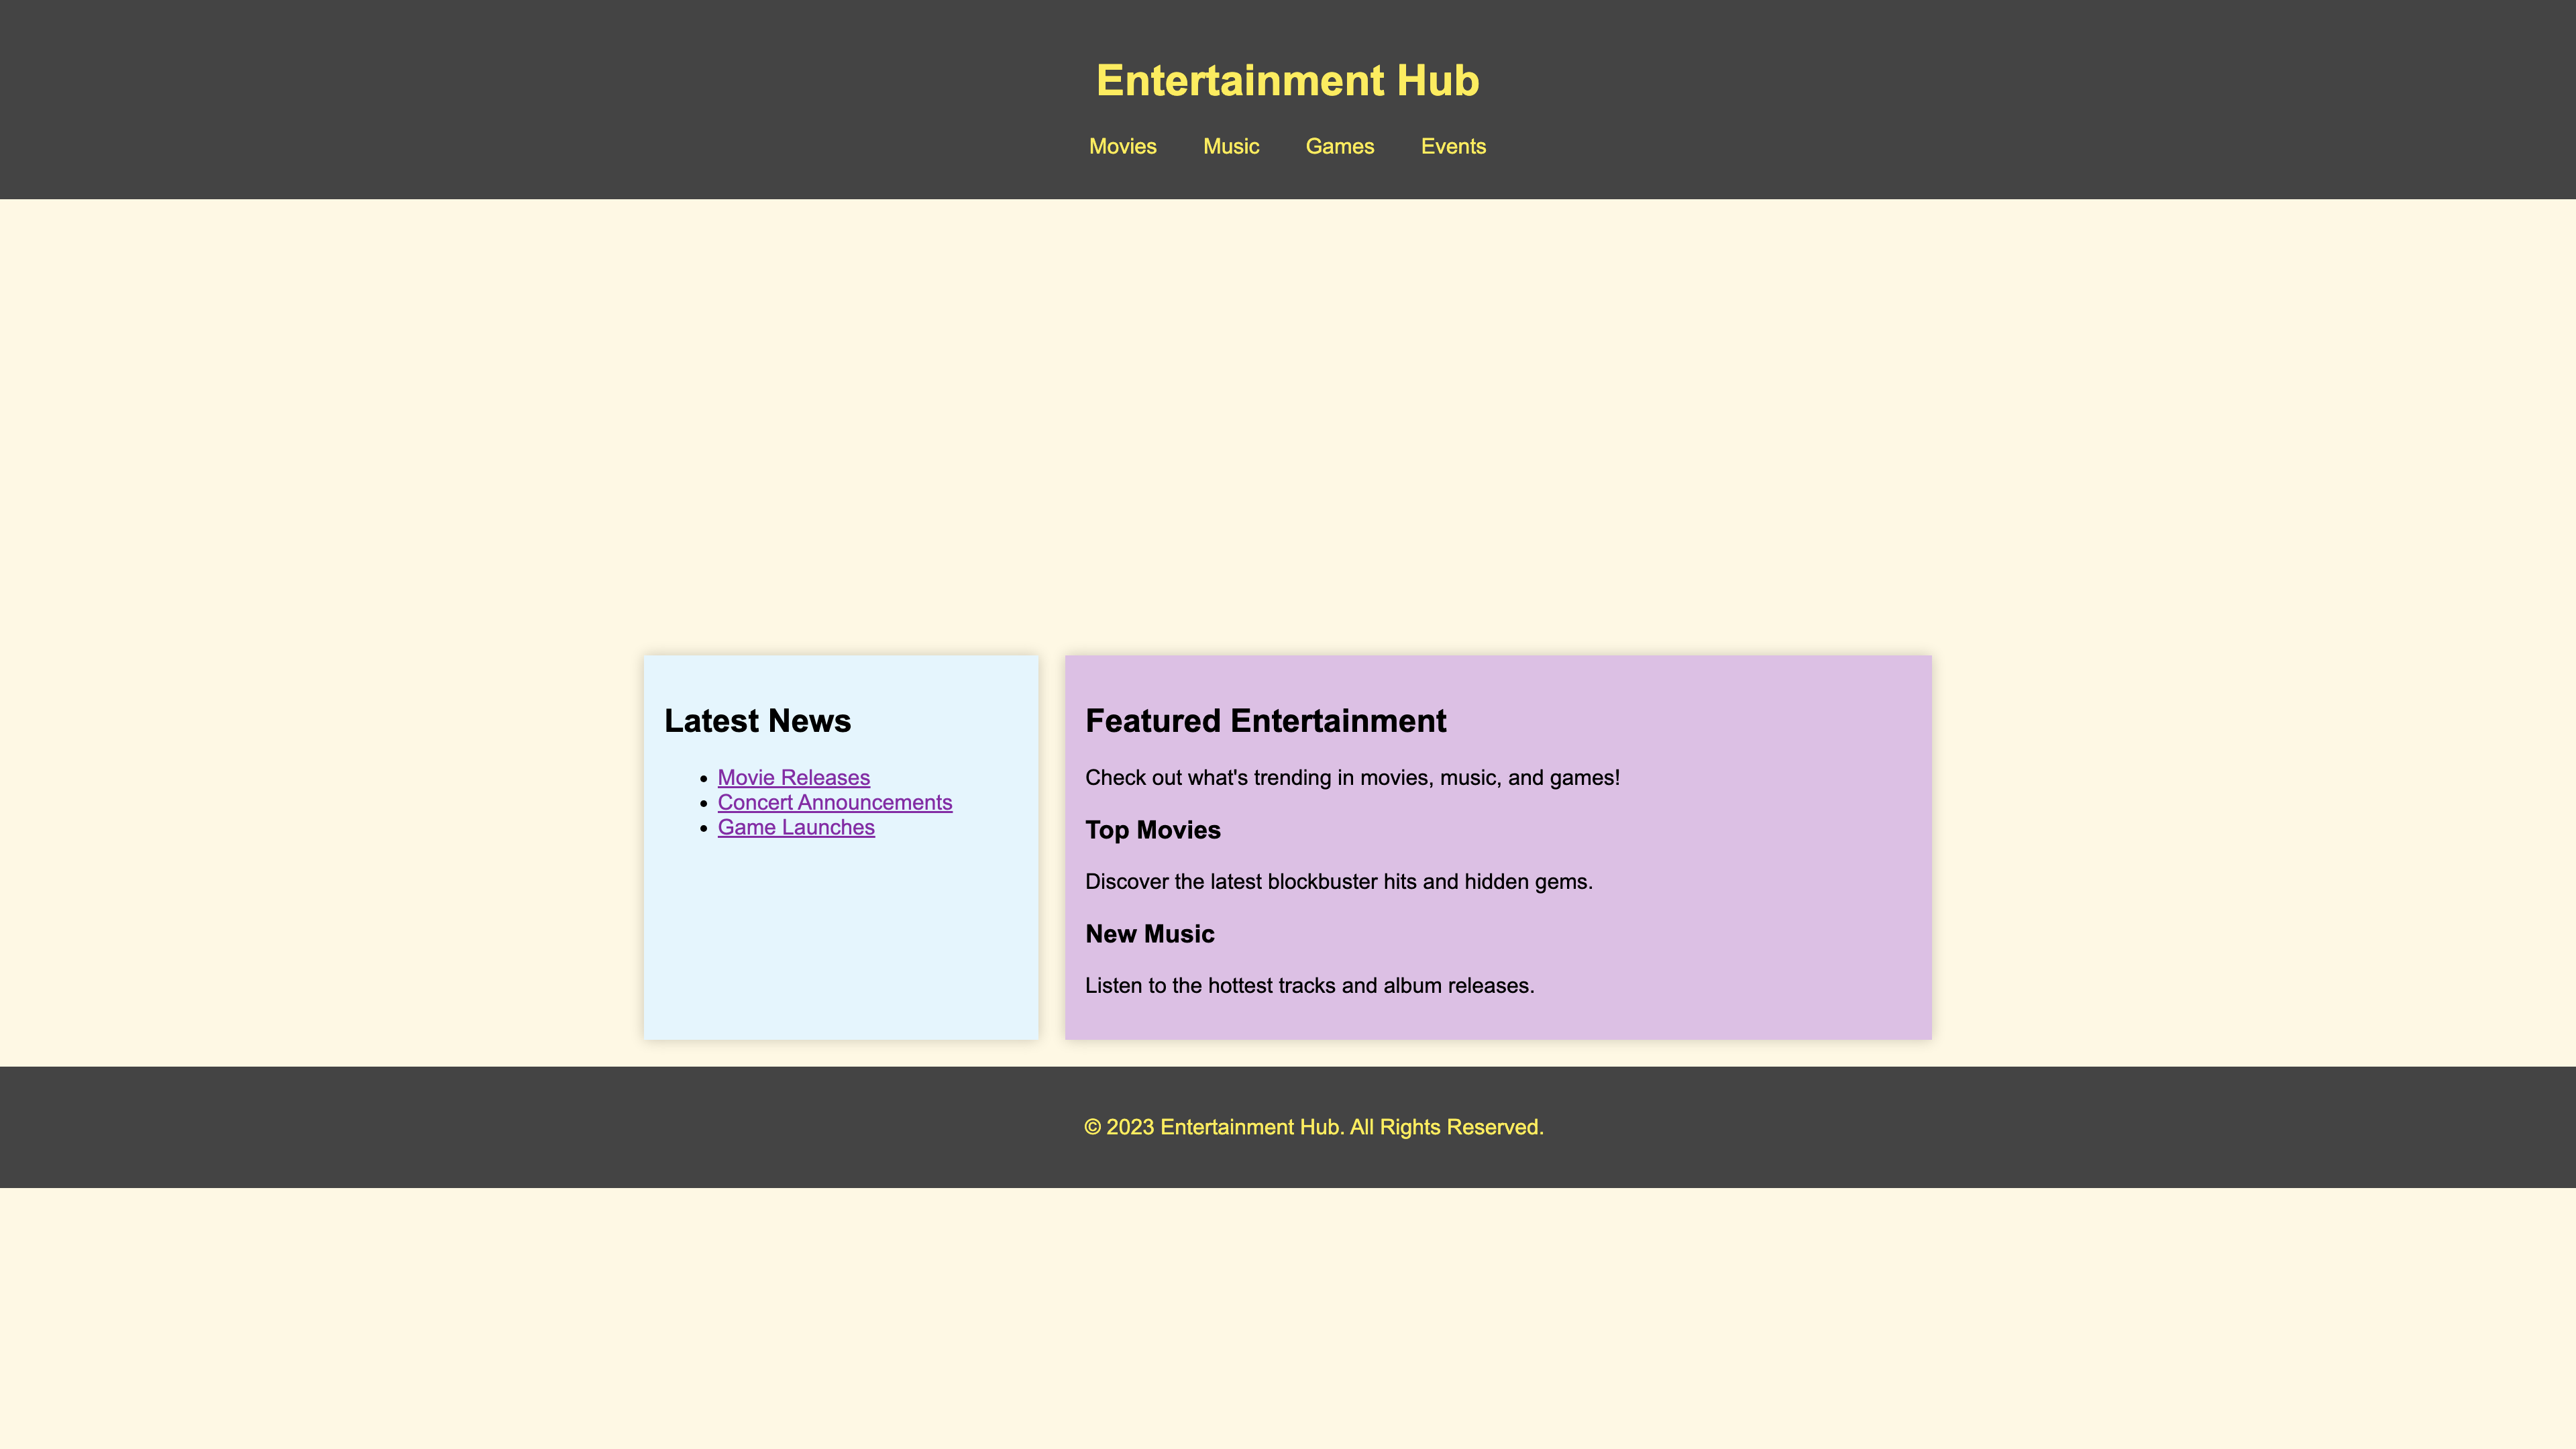 Entertainment Hub
Movies Music Games Events
Latest News
Movie Releases
Concert Announcements
Game Launches
Featured Entertainment
Check out what's trending in movies, music, and games!
Top Movies
Discover the latest blockbuster hits and hidden gems.
New Music
Listen to the hottest tracks and album releases.
© 2023 Entertainment Hub. All Rights Reserved.